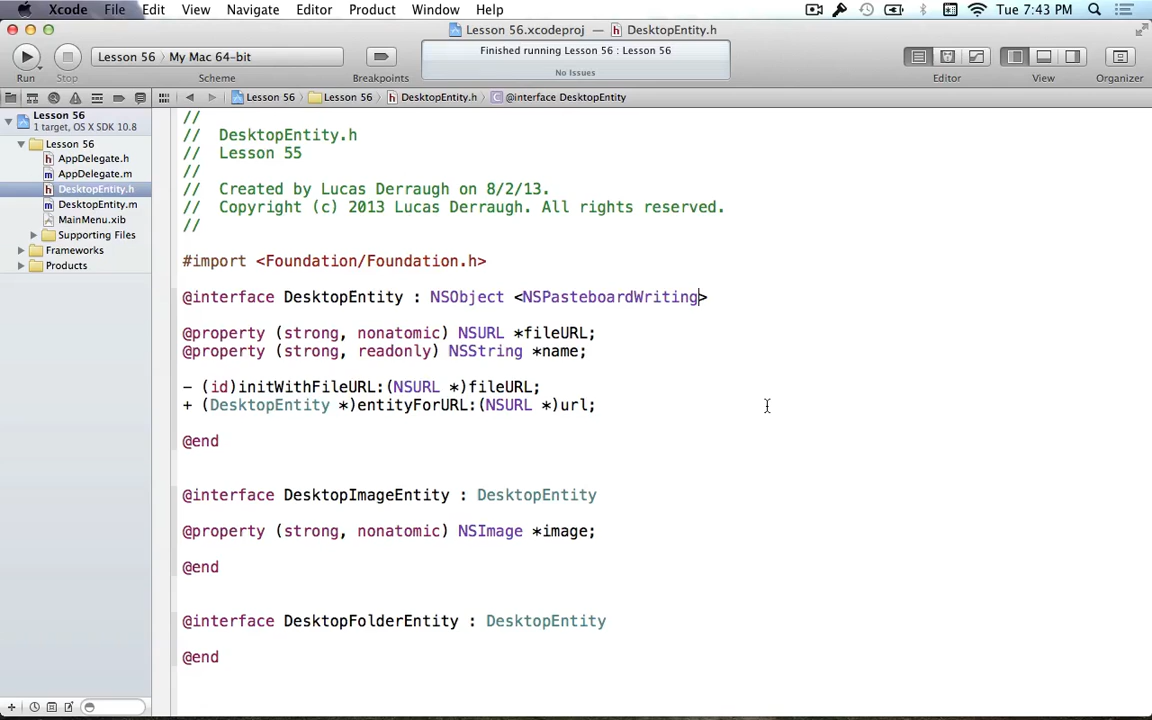 Xcode File Edit View Navigate Editor Product Window Help Tue 7:43 PM
Lesson 56.xcodeproj — DesktopEntity.h
Lesson 56 My Mac 64-bit
Finished running Lesson 56 : Lesson 56
No Issues
Run Stop Scheme Breakpoints Editor View Organizer
Lesson 56 Lesson 56 DesktopEntity.h @interface DesktopEntity
Lesson 56
1 target, OS X SDK 10.8
Lesson 56
AppDelegate.h
AppDelegate.m
DesktopEntity.h
DesktopEntity.m
MainMenu.xib
Supporting Files
Frameworks
Products
//
// DesktopEntity.h
// Lesson 55
//
// Created by Lucas Derraugh on 8/2/13.
// Copyright (c) 2013 Lucas Derraugh. All rights reserved.
//
#import <Foundation/Foundation.h>
@interface DesktopEntity : NSObject <NSPasteboardWriting>
@property (strong, nonatomic) NSURL *fileURL;
@property (strong, readonly) NSString *name;
- (id)initWithFileURL:(NSURL *)fileURL;
+ (DesktopEntity *)entityForURL:(NSURL *)url;
@end
@interface DesktopImageEntity : DesktopEntity
@property (strong, nonatomic) NSImage *image;
@end
@interface DesktopFolderEntity : DesktopEntity
@end